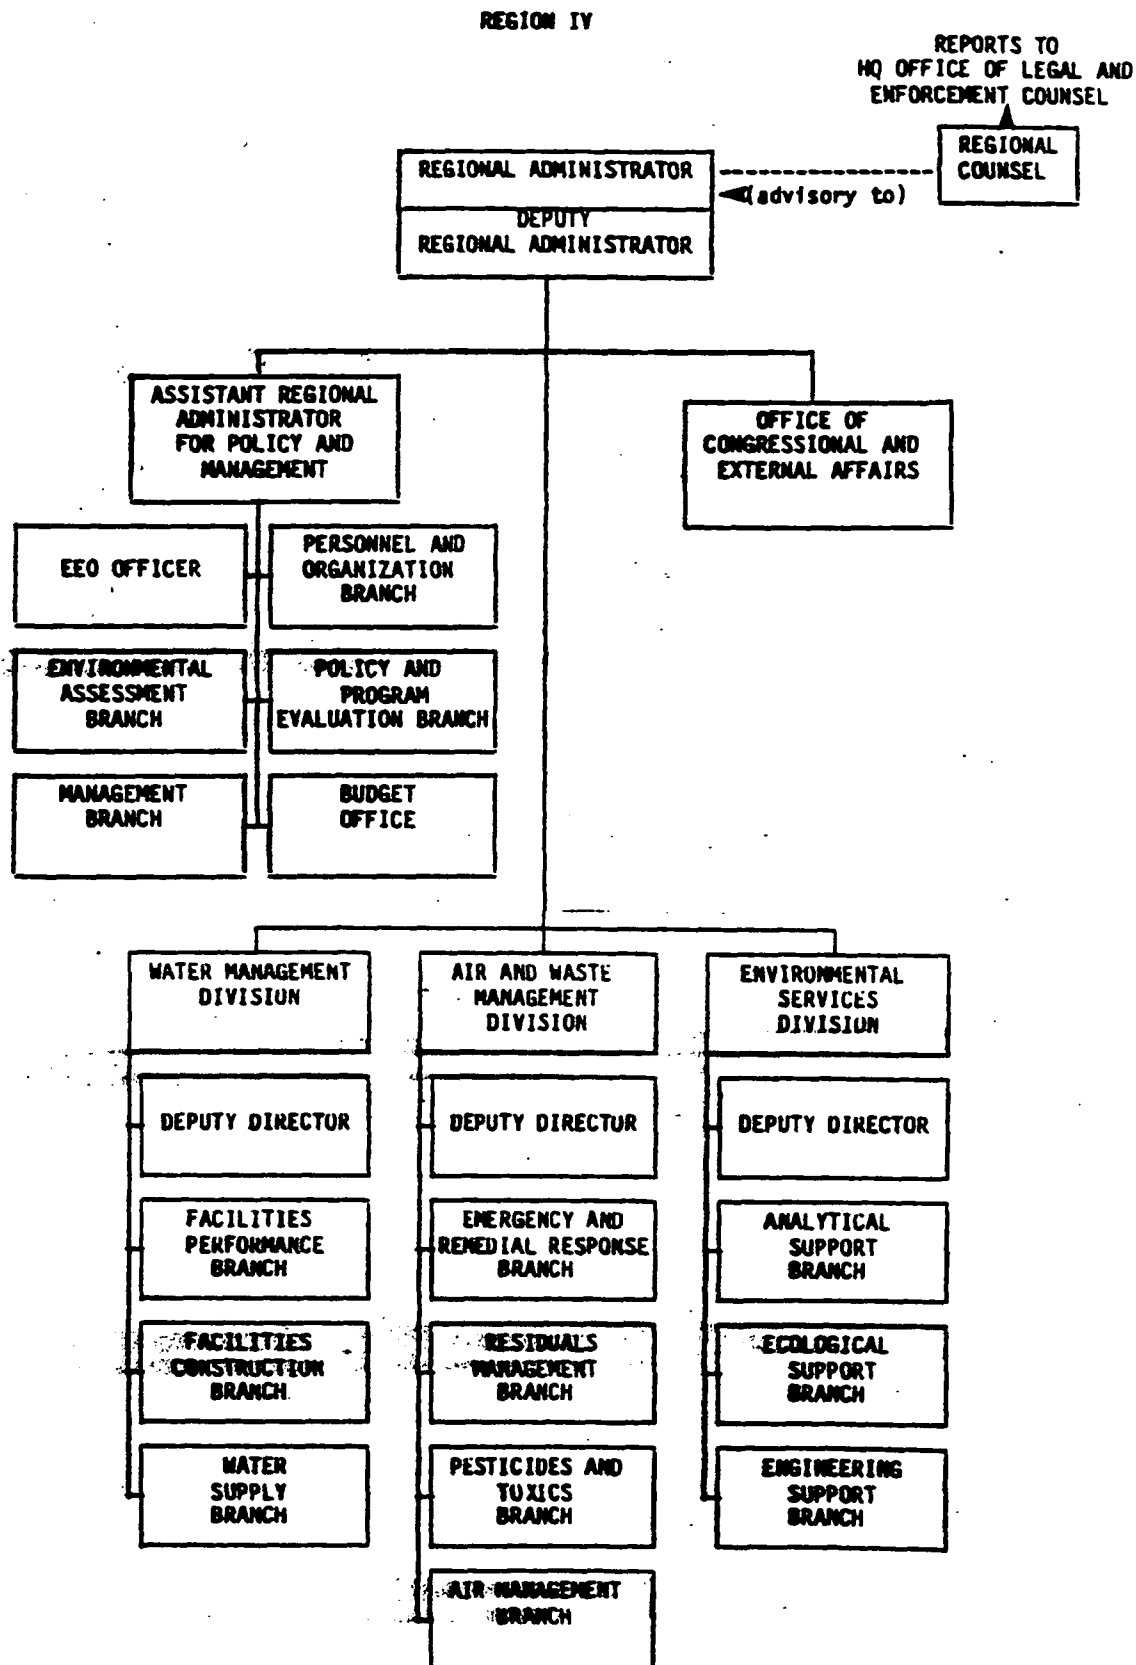 REGION IV
REPORTS TO
HQ OFFICE OF LEGAL AND
ENFORCEMENT COUNSEL
REGIONAL
COUNSEL
REGIONAL ADMINISTRATOR
(advisory to)
DEPUTY
REGIONAL ADMINISTRATOR
ASSISTANT REGIONAL
ADMINISTRATOR
FOR POLICY AND
MANAGEMENT
OFFICE OF
CONGRESSIONAL AND
EXTERNAL AFFAIRS
EEO OFFICER
PERSONNEL AND
ORGANIZATION
BRANCH
ENVIRONMENTAL
ASSESSMENT
BRANCH
POLICY AND
PROGRAM
EVALUATION BRANCH
MANAGEMENT
BRANCH
BUDGET
OFFICE
WATER MANAGEMENT
DIVISION
DEPUTY DIRECTOR
FACILITIES
PERFORMANCE
BRANCH
FACILITIES
CONSTRUCTION
BRANCH
WATER
SUPPLY
BRANCH
AIR AND WASTE
MANAGEMENT
DIVISION
DEPUTY DIRECTOR
EMERGENCY AND
REMEDIAL RESPONSE
BRANCH
RESIDUALS
MANAGEMENT
BRANCH
PESTICIDES AND
TOXICS
BRANCH
AIR MANAGEMENT
BRANCH
ENVIRONMENTAL
SERVICES
DIVISION
DEPUTY DIRECTOR
ANALYTICAL
SUPPORT
BRANCH
ECOLOGICAL
SUPPORT
BRANCH
ENGINEERING
SUPPORT
BRANCH